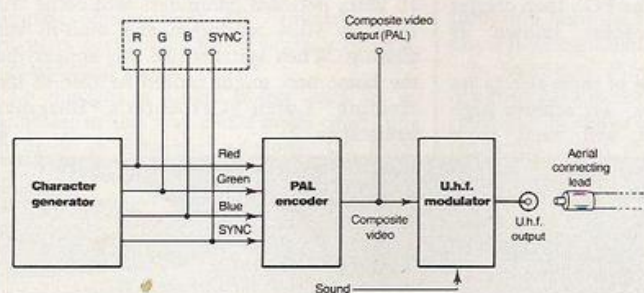 R G B SYNC
Composite video
output (PAL)
Character
generator
Red
Green
Blue
SYNC
PAL
encoder
Composite
video
U.h.f.
modulator
U.h.f.
output
Aerial
connecting
lead
Sound